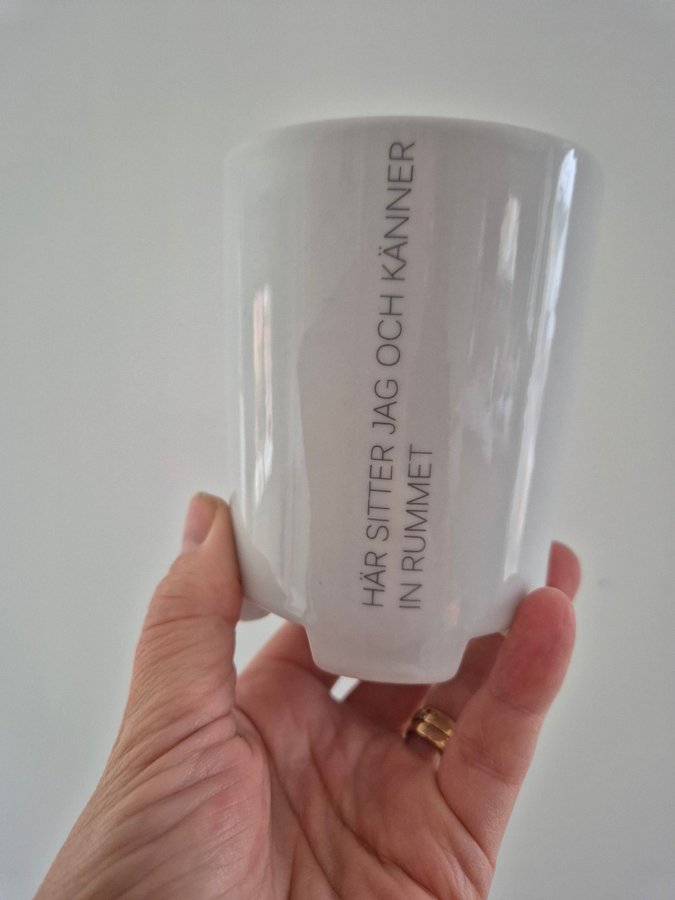 HÄR SITTER JAG OCH KÄNNER
IN RUMMET